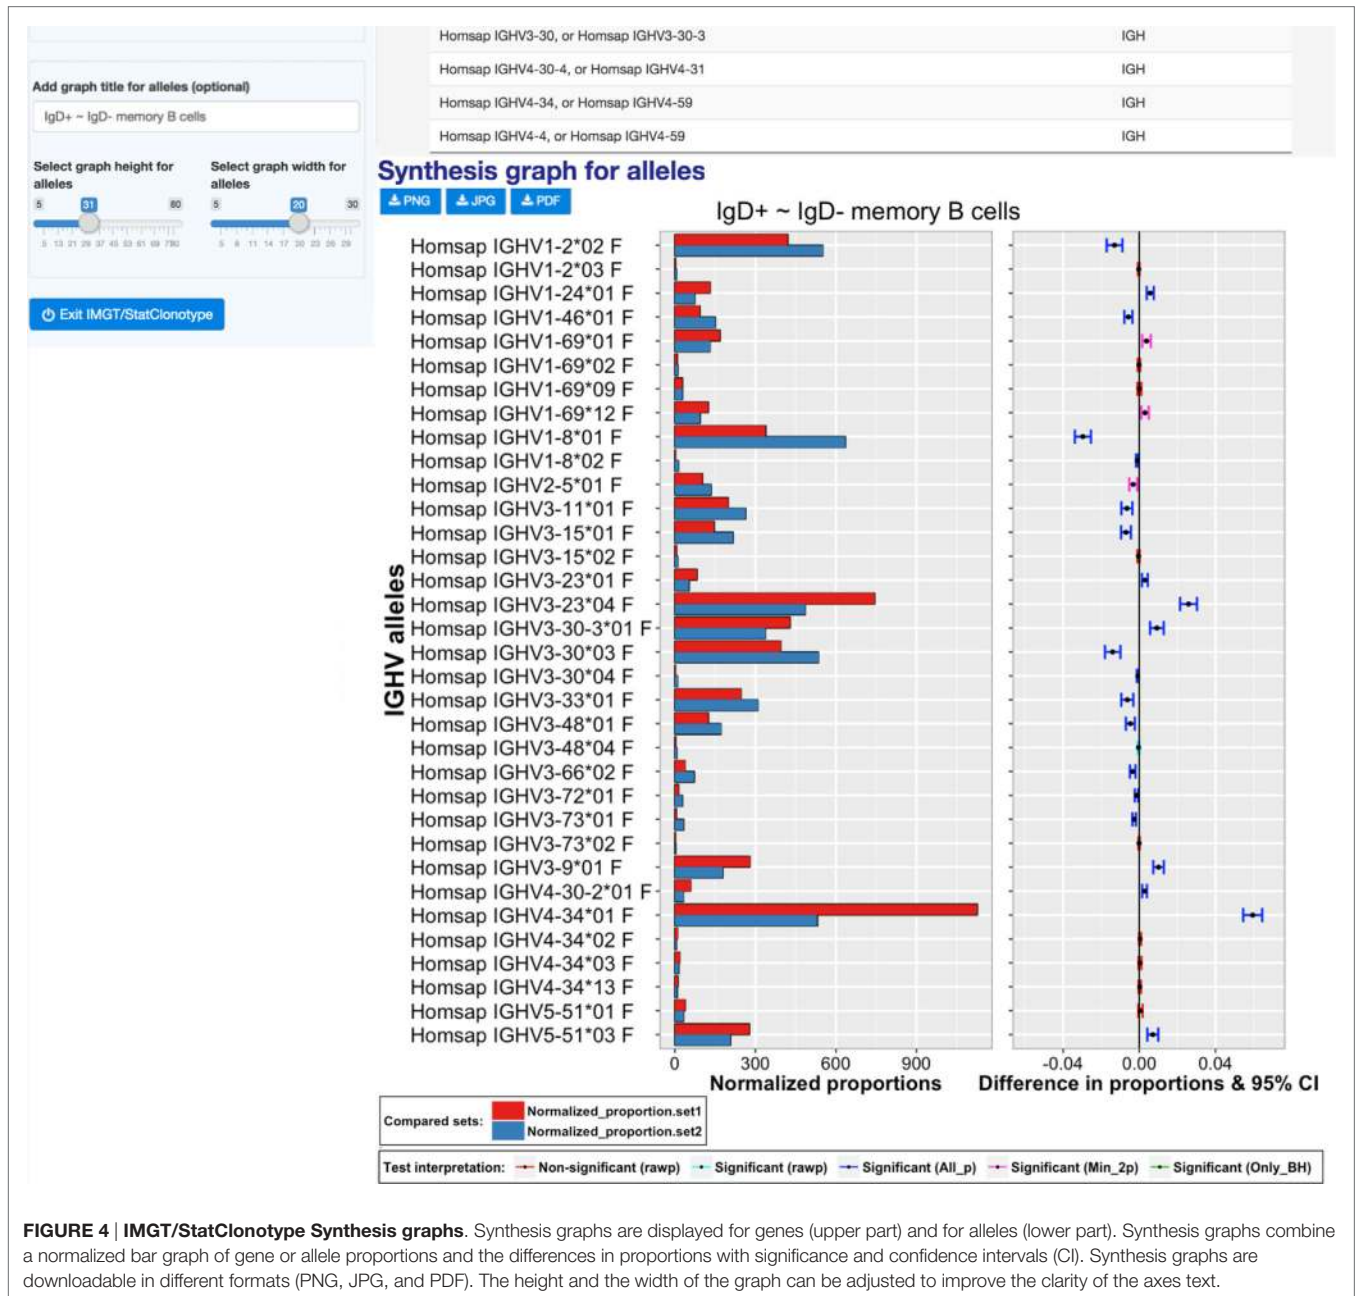 Homsap IGHV3-30, or Homsap IGHV3-30-3 IGH
Homsap IGHV4-30-4, or Homsap IGHV4-31 IGH
Homsap IGHV4-34, or Homsap IGHV4-59 IGH
Homsap IGHV4-4, or Homsap IGHV4-59 IGH
Add graph title for alleles (optional)
IgD+ ~ IgD- memory B cells
Select graph height for alleles
5 31 60
Select graph width for alleles
5 20 30
5 8 11 14 17 20 23 26 29
Exit IMGT/StatClonotype
Synthesis graph for alleles
PNG JPG PDF
IgD+ ~ IgD- memory B cells
IGHV alleles
Homsap IGHV1-2*02 F
Homsap IGHV1-2*03 F
Homsap IGHV1-24*01 F
Homsap IGHV1-46*01 F
Homsap IGHV1-69*01 F
Homsap IGHV1-69*02 F
Homsap IGHV1-69*09 F
Homsap IGHV1-69*12 F
Homsap IGHV1-8*01 F
Homsap IGHV1-8*02 F
Homsap IGHV2-5*01 F
Homsap IGHV3-11*01 F
Homsap IGHV3-15*01 F
Homsap IGHV3-15*02 F
Homsap IGHV3-23*01 F
Homsap IGHV3-23*04 F
Homsap IGHV3-30-3*01 F
Homsap IGHV3-30*03 F
Homsap IGHV3-30*04 F
Homsap IGHV3-33*01 F
Homsap IGHV3-48*01 F
Homsap IGHV3-48*04 F
Homsap IGHV3-66*02 F
Homsap IGHV3-72*01 F
Homsap IGHV3-73*01 F
Homsap IGHV3-73*02 F
Homsap IGHV3-9*01 F
Homsap IGHV4-30-2*01 F
Homsap IGHV4-34*01 F
Homsap IGHV4-34*02 F
Homsap IGHV4-34*03 F
Homsap IGHV4-34*13 F
Homsap IGHV5-51*01 F
Homsap IGHV5-51*03 F
0 300 600 900
Normalized proportions
-0.04 0.00 0.04
Difference in proportions & 95% CI
Compared sets: Normalized_proportion.set1
Normalized_proportion.set2
Test interpretation: Non-significant (rawp) Significant (rawp) Significant (All_p) Significant (Min_2p) Significant (Only_BH)
FIGURE 4 | IMGT/StatClonotype Synthesis graphs. Synthesis graphs are displayed for genes (upper part) and for alleles (lower part). Synthesis graphs combine
a normalized bar graph of gene or allele proportions and the differences in proportions with significance and confidence intervals (CI). Synthesis graphs are
downloadable in different formats (PNG, JPG, and PDF). The height and the width of the graph can be adjusted to improve the clarity of the axes text.